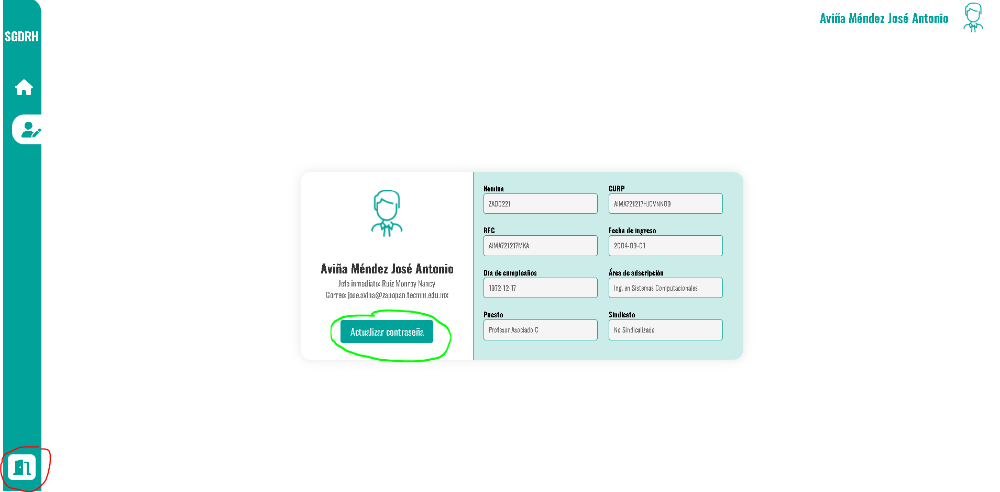 SGDRH
Aviña Méndez José Antonio
Aviña Méndez José Antonio
Jefe inmediato: Ruiz Monroy Nancy
Correo: jose.avina@zapopan.tecmm.edu.mx
Actualizar contraseña
Nomina
ZAD0221
CURP
AIMA721217HJCVNN09
RFC
AIMA721217MKA
Fecha de ingreso
2004-09-01
Día de cumpleaños
1972-12-17
Área de adscripción
Ing. en Sistemas Computacionales
Puesto
Profesor Asociado C
Sindicato
No Sindicalizado